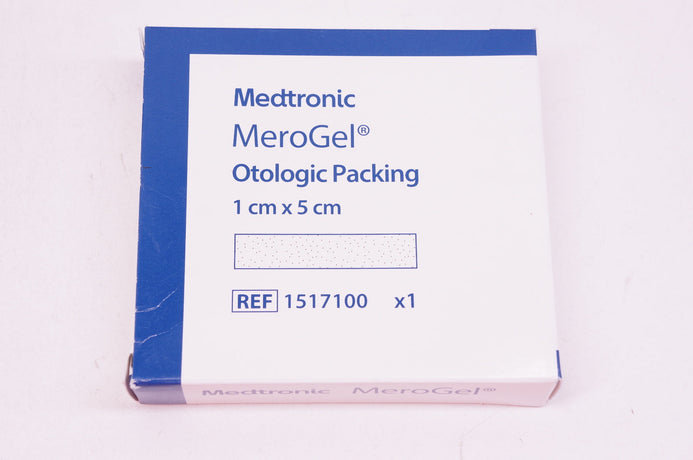 Medtronic
MeroGel®
Otologic Packing
1 cm x 5 cm
REF 1517100 x1
Medtronic MeroGel®